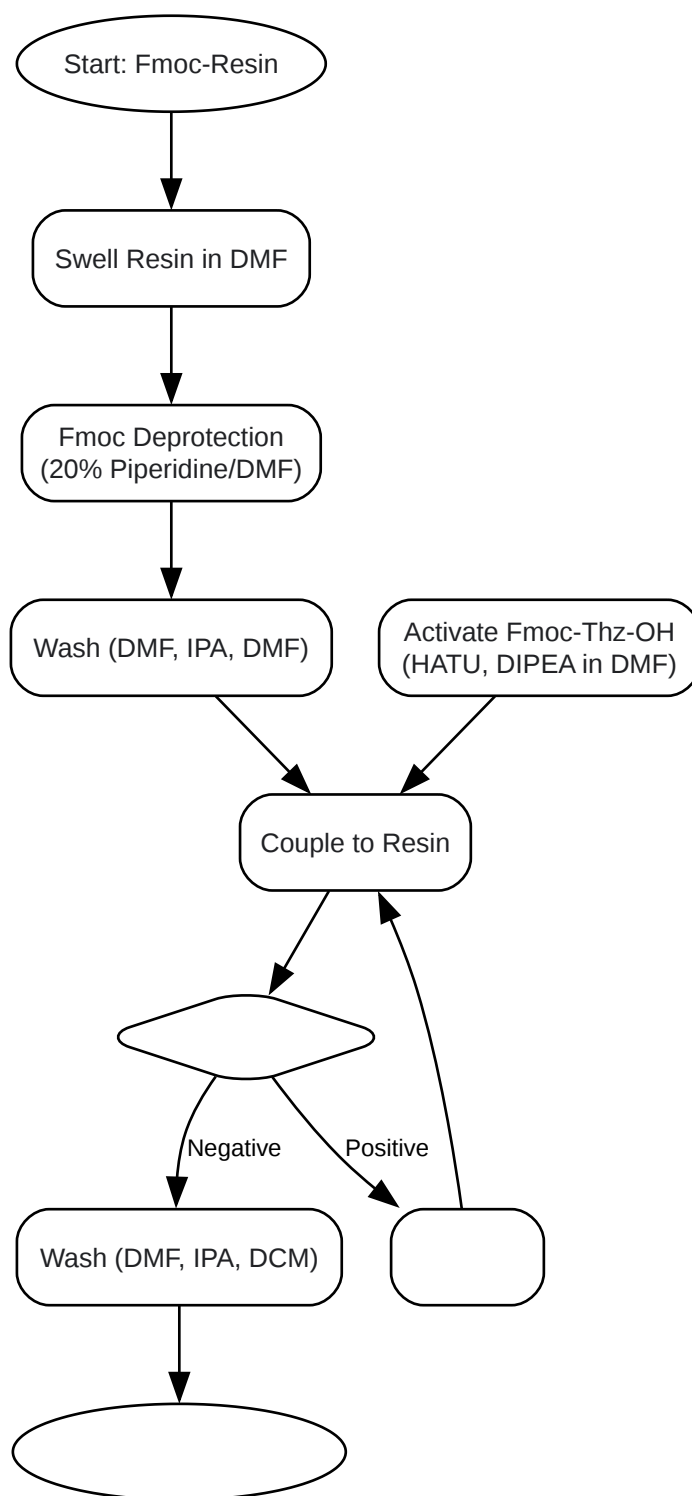 Start: Fmoc-Resin
Swell Resin in DMF
Fmoc Deprotection
(20% Piperidine/DMF)
Wash (DMF, IPA, DMF)
Activate Fmoc-Thz-OH
(HATU, DIPEA in DMF)
Couple to Resin
Negative
Positive
Wash (DMF, IPA, DCM)